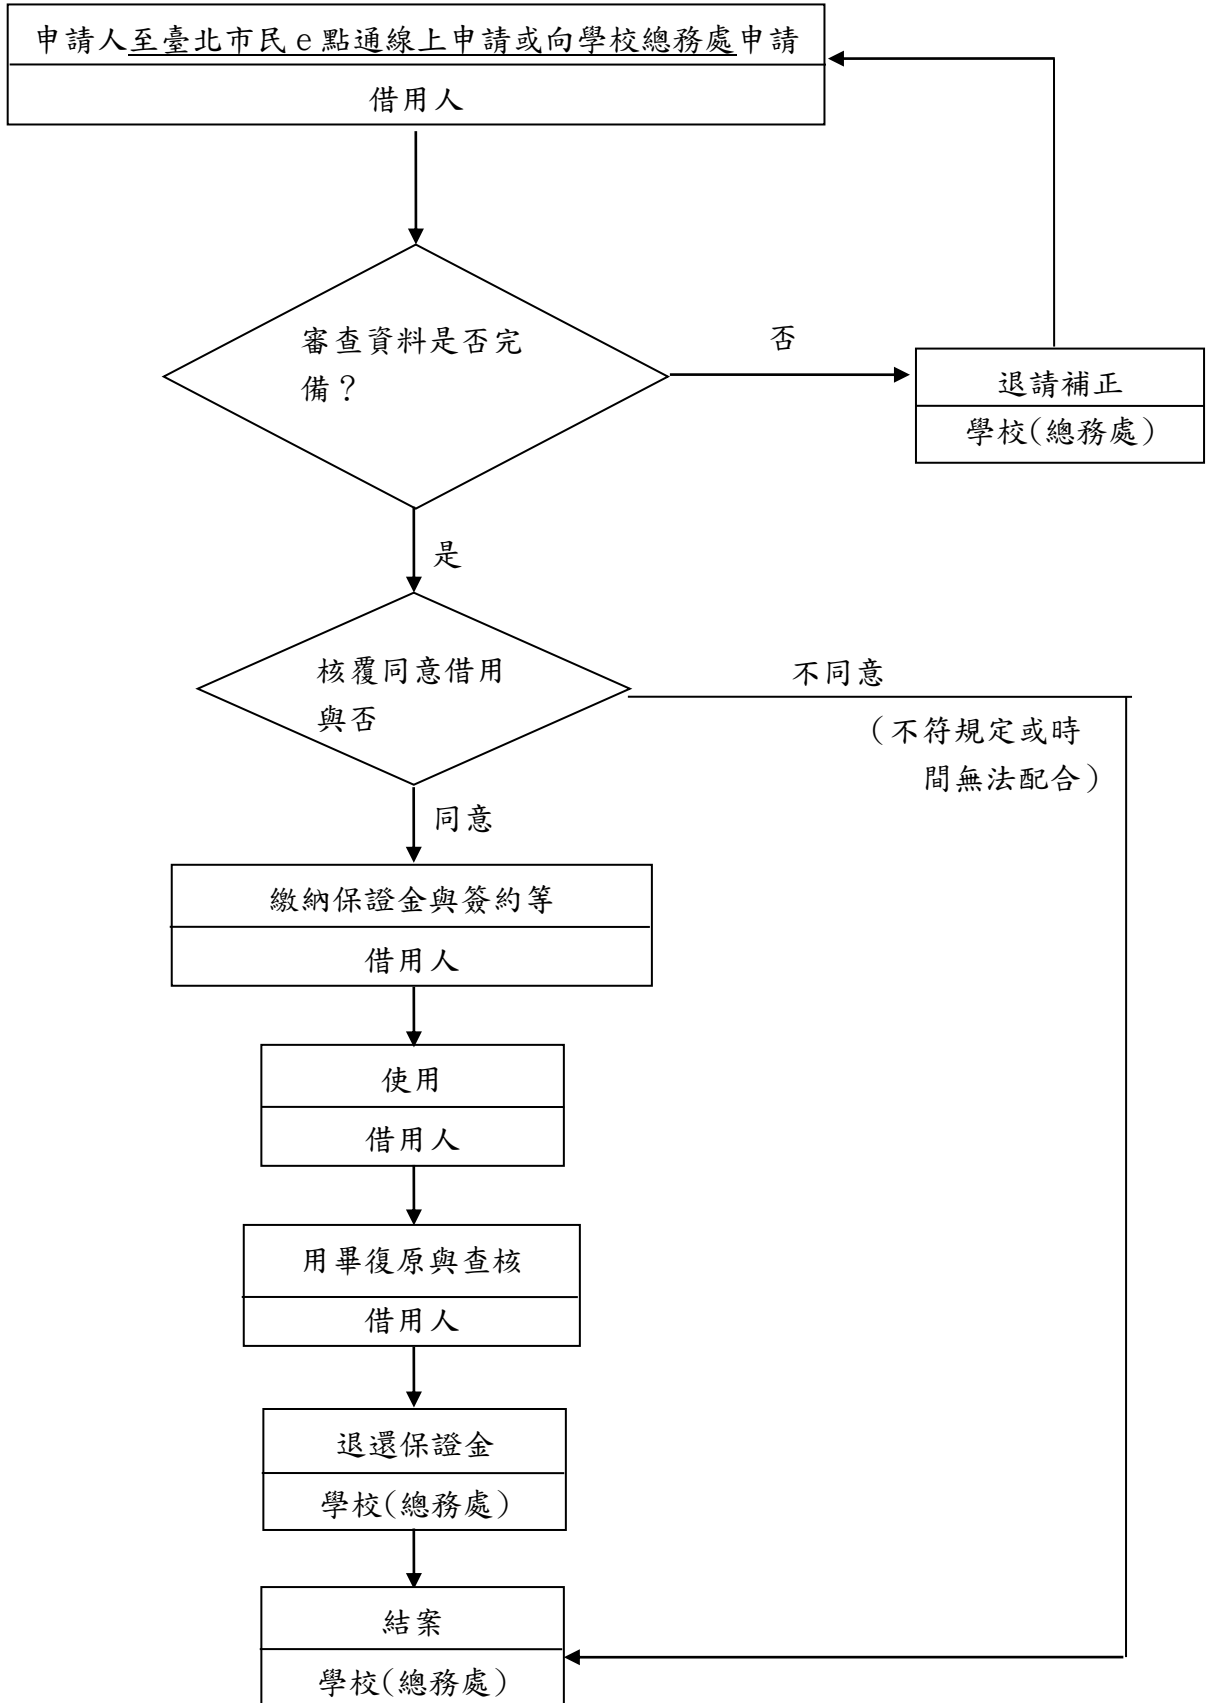 申請人至臺北市民 e 點通線上申請或向學校總務處申請
借用人
審查資料是否完
備？
否
退請補正
學校(總務處)
是
核覆同意借用
與否
不同意
（不符規定或時
間無法配合）
同意
繳納保證金與簽約等
借用人
使用
借用人
用畢復原與查核
借用人
退還保證金
學校(總務處)
結案
學校(總務處)